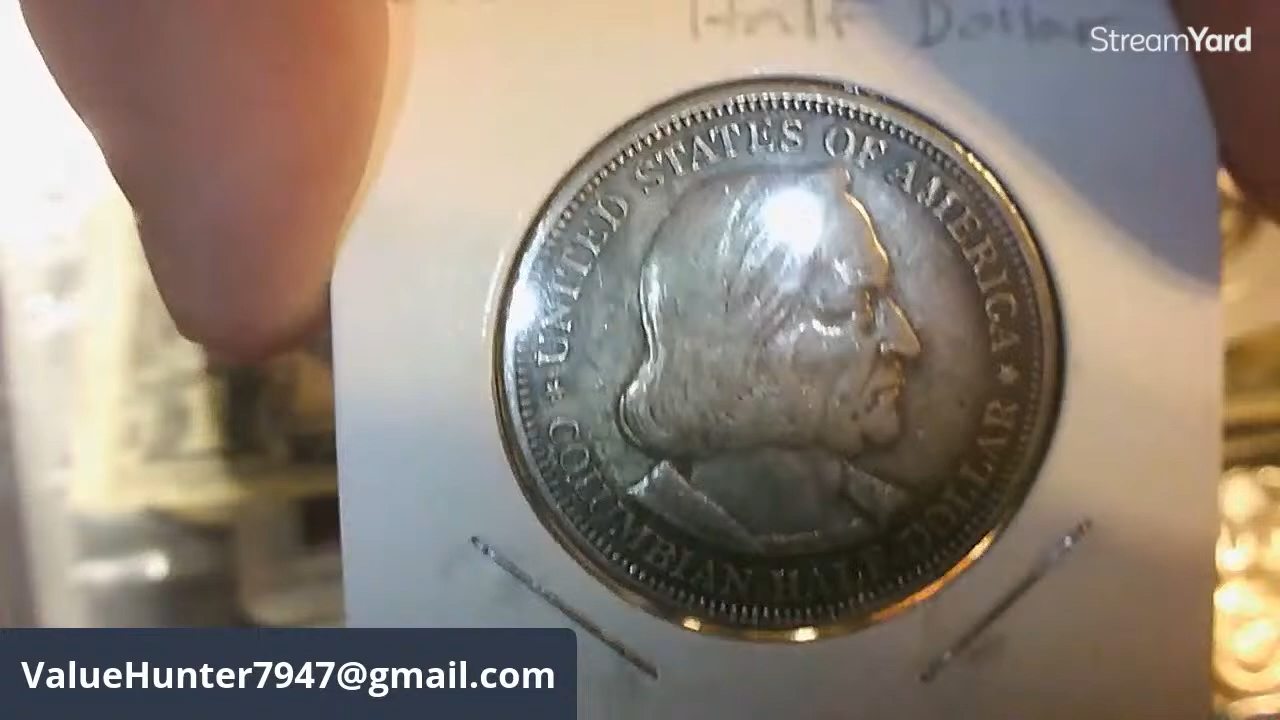 Half Dollar
StreamYard
UNITED STATES OF AMERICA
COLUMBIAN HALF DOLLAR
ValueHunter7947@gmail.com